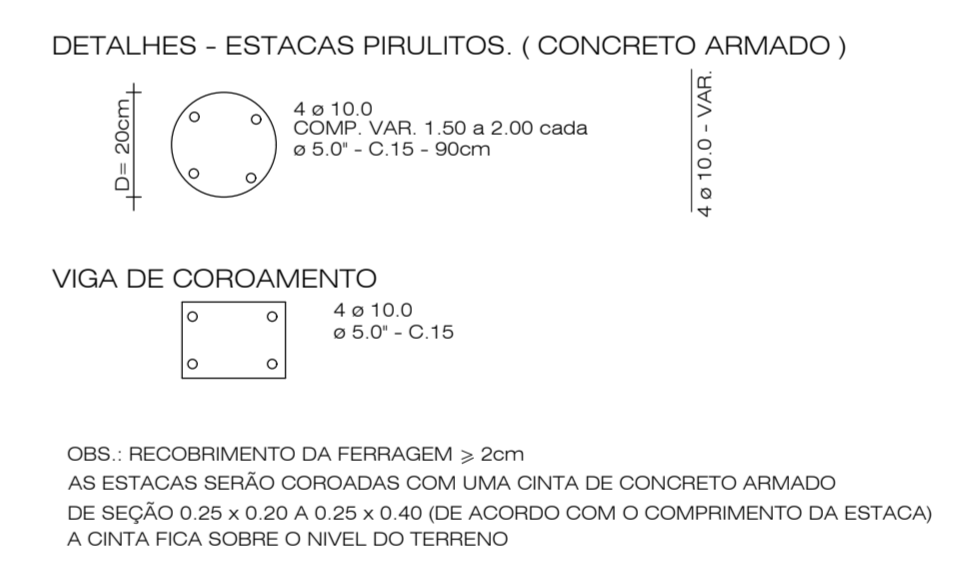 DETALHES - ESTACAS PIRULITOS. ( CONCRETO ARMADO )
D= 20cm
4 ø 10.0
COMP. VAR. 1.50 a 2.00 cada
ø 5.0" - C.15 - 90cm
4 ø 10.0 - VAR.
VIGA DE COROAMENTO
4 ø 10.0
ø 5.0" - C.15
OBS.: RECOBRIMENTO DA FERRAGEM ⩾ 2cm
AS ESTACAS SERÃO COROADAS COM UMA CINTA DE CONCRETO ARMADO
DE SEÇÃO 0.25 x 0.20 A 0.25 x 0.40 (DE ACORDO COM O COMPRIMENTO DA ESTACA)
A CINTA FICA SOBRE O NIVEL DO TERRENO